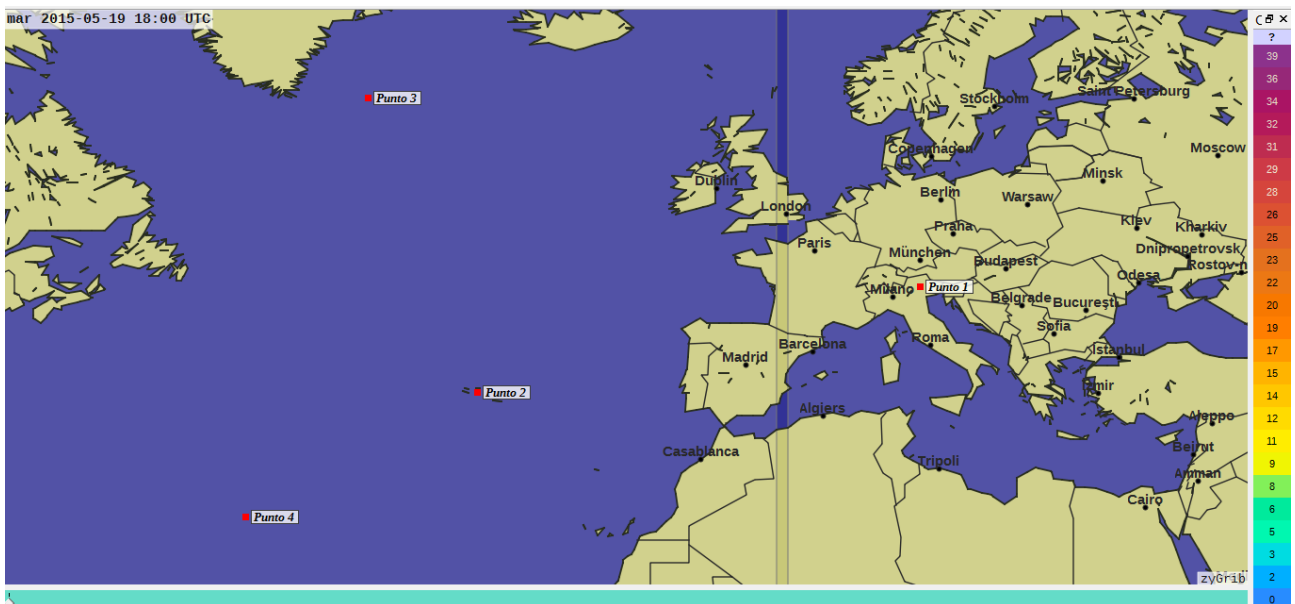 mar 2015-05-19 18:00 UTC
?
39
Punto 3
36
Stockholm
Saint Petersburg
34
32
Copenhagen
Moscow
31
Minsk
29
Dublin
Berlin
Warsaw
28
London
26
Praha
Kiev
Kharkiv
25
Paris
München
Budapest
Dnipropetrovsk
23
Rostov-n
Odesa
22
Milano
Punto 1
Belgrade
Bucureşti
20
Sofia
19
Barcelona
Roma
Istanbul
17
Madrid
15
Punto 2
Izmir
14
Algiers
Aleppo
12
11
Casablanca
Tripoli
Beirut
9
Amman
8
Cairo
6
Punto 4
5
3
zyGrib
2
0